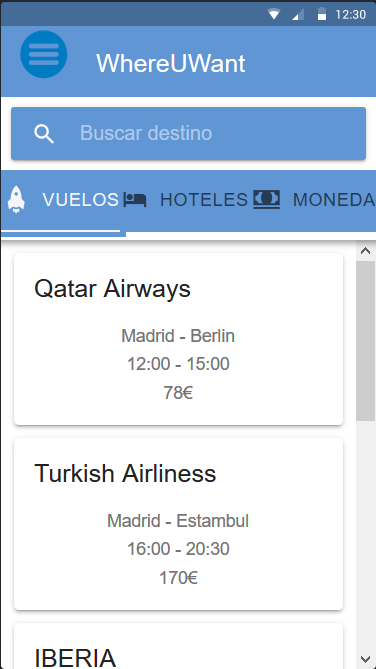 12:30
WhereUWant
Buscar destino
VUELOS HOTELES MONEDA
Qatar Airways
Madrid - Berlin
12:00 - 15:00
78€
Turkish Airliness
Madrid - Estambul
16:00 - 20:30
170€
IBERIA